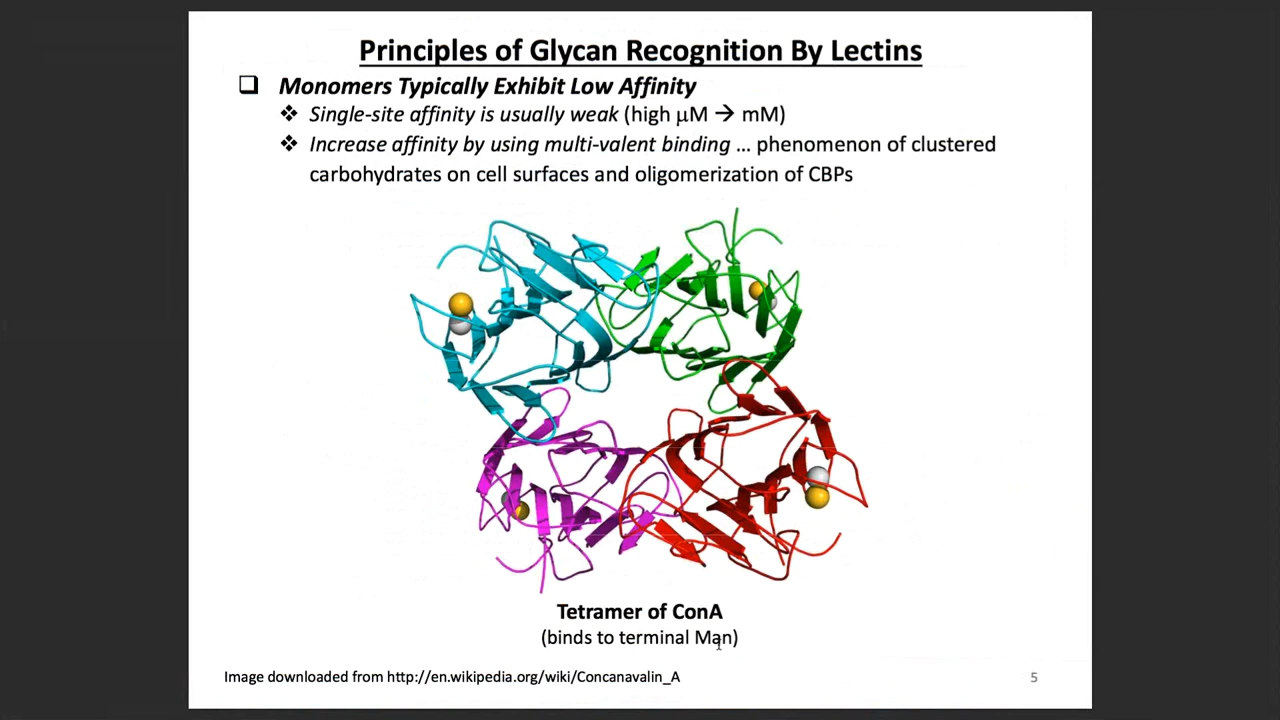 Principles of Glycan Recognition By Lectins
❑ Monomers Typically Exhibit Low Affinity
❖ Single-site affinity is usually weak (high μM → mM)
❖ Increase affinity by using multi-valent binding … phenomenon of clustered
carbohydrates on cell surfaces and oligomerization of CBPs
Tetramer of ConA
(binds to terminal Man)
Image downloaded from http://en.wikipedia.org/wiki/Concanavalin_A
5